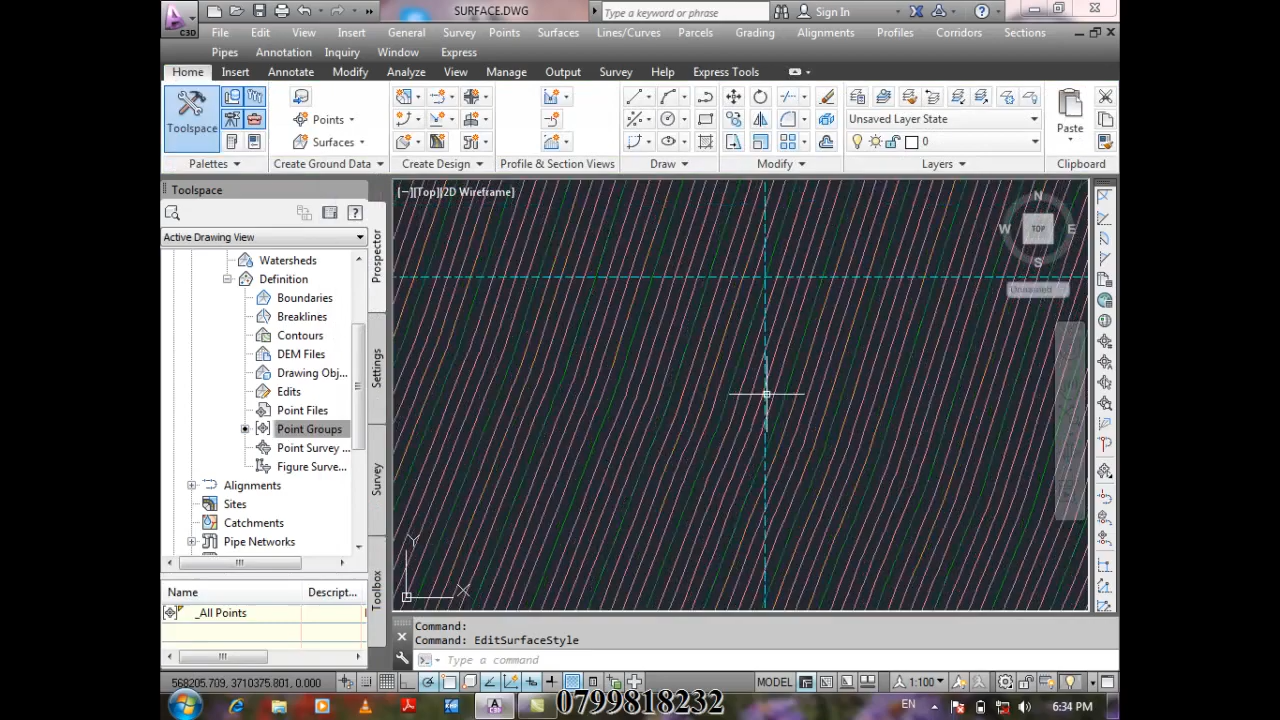 SURFACE.DWG
Type a keyword or phrase
Sign In
C3D
File Edit View Insert General Survey Points Surfaces Lines/Curves Parcels Grading Alignments Profiles Corridors Sections
Pipes Annotation Inquiry Window Express
Home Insert Annotate Modify Analyze View Manage Output Survey Help Express Tools
Toolspace
Points
Surfaces
Unsaved Layer State
0
Paste
Palettes Create Ground Data Create Design Profile & Section Views Draw Modify Layers Clipboard
Toolspace
Active Drawing View
Watersheds
Definition
Boundaries
Breaklines
Contours
DEM Files
Drawing Obj...
Edits
Point Files
Point Groups
Point Survey ...
Figure Surve...
Alignments
Sites
Catchments
Pipe Networks
Name Descript...
_All Points
Prospector
Settings
Survey
Toolbox
[−][Top][2D Wireframe]
N
W TOP E
S
Unnamed
Y
X
Command:
Command: EditSurfaceStyle
Type a command
568205.709, 3710375.801, 0.000
MODEL
1:100
0799818232
EN
6:34 PM